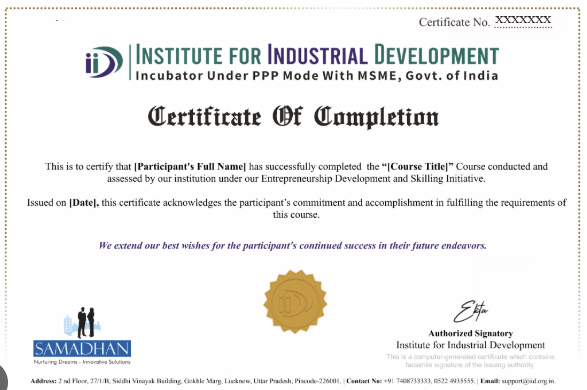 Certificate No. XXXXXXX
iiD INSTITUTE FOR INDUSTRIAL DEVELOPMENT
Incubator Under PPP Mode With MSME, Govt. of India
Certificate Of Completion
This is to certify that [Participant's Full Name] has successfully completed the “[Course Title]” Course conducted and
assessed by our institution under our Entrepreneurship Development and Skilling Initiative.
Issued on [Date], this certificate acknowledges the participant's commitment and accomplishment in fulfilling the requirements of
this course.
We extend our best wishes for the participant's continued success in their future endeavors.
iiD
Ekta
Authorized Signatory
Institute for Industrial Development
This is a computer-generated certificate which contains
facsimile signature of the issuing authority
SAMADHAN
Nurturing Dreams - Innovative Solutions
Address: 2 nd Floor, 27/1/B, Siddhi Vinayak Building, Gokhle Marg, Lucknow, Uttar Pradesh, Pincode-226001. | Contact No: +91 7408733333, 0522 4935555. | Email: support@iid.org.in.